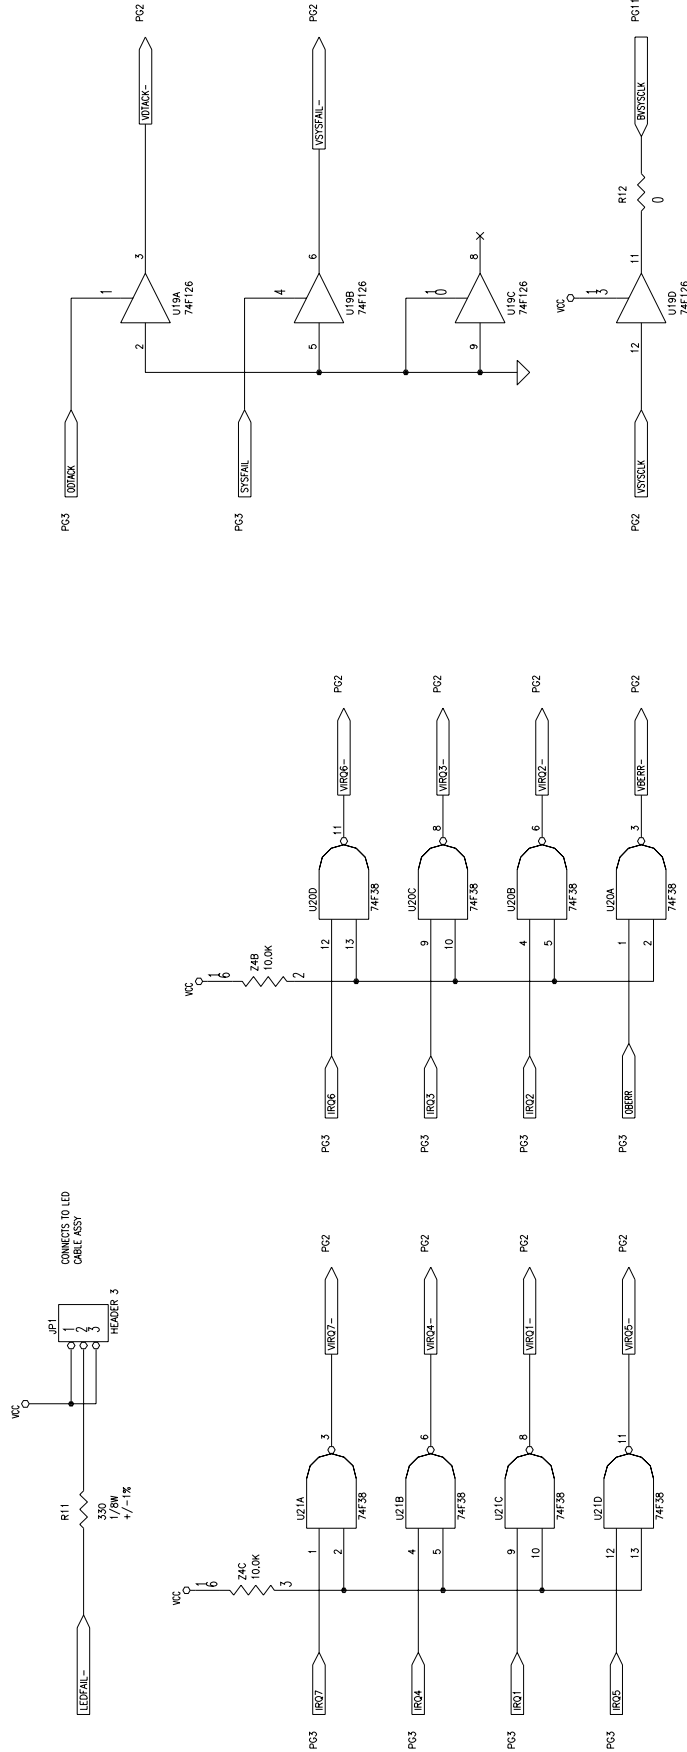 PG3
ODTACK
1
2
3
U19A
74F126
VDTACK-
PG2
PG3
SYSFAIL
4
5
6
U19B
74F126
VSYSFAIL-
PG2
10
9
8
U19C
74F126
PG2
VSYSCLK
12
VCC
13
11
U19D
74F126
R12
0
BVSYSCLK
PG11
VCC
16
Z4B
10.0K
2
PG3
IRQ6
12
13
U20D
74F38
11
VIRQ6-
PG2
PG3
IRQ3
9
10
U20C
74F38
8
VIRQ3-
PG2
PG3
IRQ2
4
5
U20B
74F38
6
VIRQ2-
PG2
PG3
OBERR
1
2
U20A
74F38
3
VBERR-
PG2
LEDFAIL-
R11
330
1/8W
+/-1%
VCC
JP1
1
2
3
HEADER 3
CONNECTS TO LED
CABLE ASSY
VCC
16
Z4C
10.0K
3
PG3
IRQ7
1
2
U21A
74F38
3
VIRQ7-
PG2
PG3
IRQ4
4
5
U21B
74F38
6
VIRQ4-
PG2
PG3
IRQ1
9
10
U21C
74F38
8
VIRQ1-
PG2
PG3
IRQ5
12
13
U21D
74F38
11
VIRQ5-
PG2